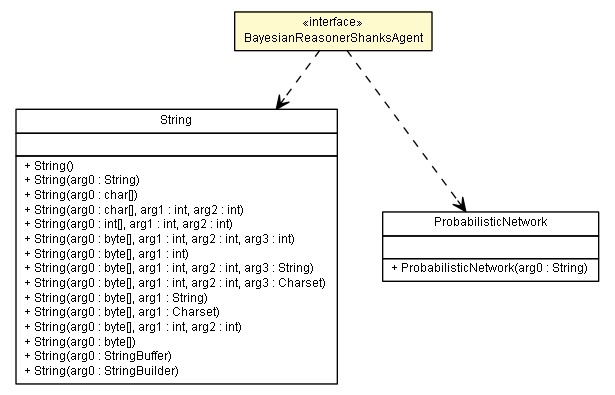 «interface»
BayesianReasonerShanksAgent
String
+ String()
+ String(arg0 : String)
+ String(arg0 : char[])
+ String(arg0 : char[], arg1 : int, arg2 : int)
+ String(arg0 : int[], arg1 : int, arg2 : int)
+ String(arg0 : byte[], arg1 : int, arg2 : int, arg3 : int)
+ String(arg0 : byte[], arg1 : int)
+ String(arg0 : byte[], arg1 : int, arg2 : int, arg3 : String)
+ String(arg0 : byte[], arg1 : int, arg2 : int, arg3 : Charset)
+ String(arg0 : byte[], arg1 : String)
+ String(arg0 : byte[], arg1 : Charset)
+ String(arg0 : byte[], arg1 : int, arg2 : int)
+ String(arg0 : byte[])
+ String(arg0 : StringBuffer)
+ String(arg0 : StringBuilder)
ProbabilisticNetwork
+ ProbabilisticNetwork(arg0 : String)